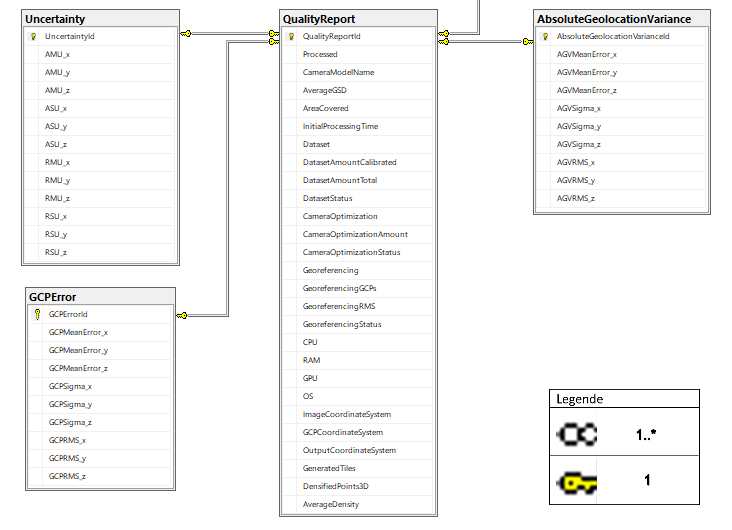 Uncertainty
UncertaintyId
AMU_x
AMU_y
AMU_z
ASU_x
ASU_y
ASU_z
RMU_x
RMU_y
RMU_z
RSU_x
RSU_y
RSU_z
GCPError
GCPErrorId
GCPMeanError_x
GCPMeanError_y
GCPMeanError_z
GCPSigma_x
GCPSigma_y
GCPSigma_z
GCPRMS_x
GCPRMS_y
GCPRMS_z
QualityReport
QualityReportId
Processed
CameraModelName
AverageGSD
AreaCovered
InitialProcessingTime
Dataset
DatasetAmountCalibrated
DatasetAmountTotal
DatasetStatus
CameraOptimization
CameraOptimizationAmount
CameraOptimizationStatus
Georeferencing
GeoreferencingGCPs
GeoreferencingRMS
GeoreferencingStatus
CPU
RAM
GPU
OS
ImageCoordinateSystem
GCPCoordinateSystem
OutputCoordinateSystem
GeneratedTiles
DensifiedPoints3D
AverageDensity
AbsoluteGeolocationVariance
AbsoluteGeolocationVarianceId
AGVMeanError_x
AGVMeanError_y
AGVMeanError_z
AGVSigma_x
AGVSigma_y
AGVSigma_z
AGVRMS_x
AGVRMS_y
AGVRMS_z
Legende
1..*
1